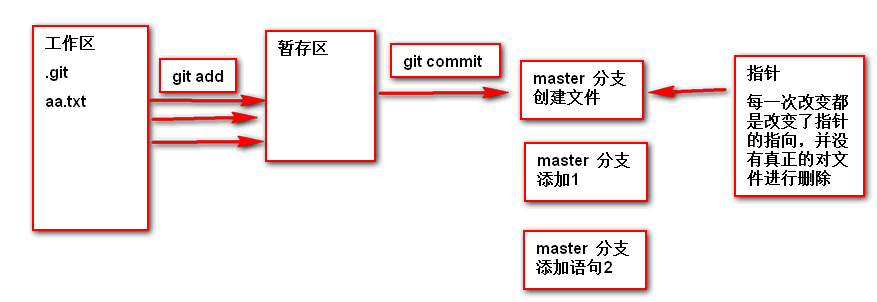 工作区
.git
aa.txt
git add
暂存区
git commit
master 分支
创建文件
master 分支
添加1
master 分支
添加语句2
指针
每一次改变都
是改变了指针
的指向，并没
有真正的对文
件进行删除